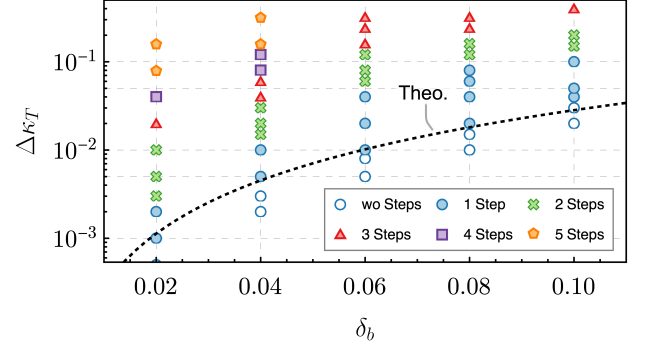 10⁻¹
10⁻²
10⁻³
Δκ_T
Theo.
wo Steps 1 Step 2 Steps
3 Steps 4 Steps 5 Steps
0.02 0.04 0.06 0.08 0.10
δ_b